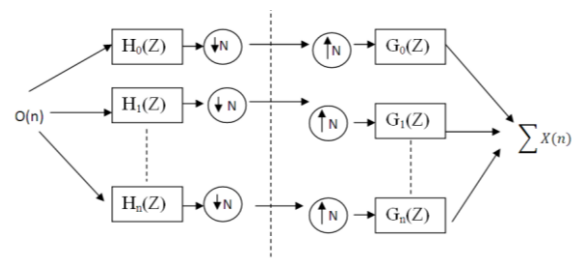 H₀(Z) ↓N ↑N G₀(Z)
H₁(Z) ↓N ↑N G₁(Z)
O(n) ∑ X(n)
Hₙ(Z) ↓N ↑N Gₙ(Z)